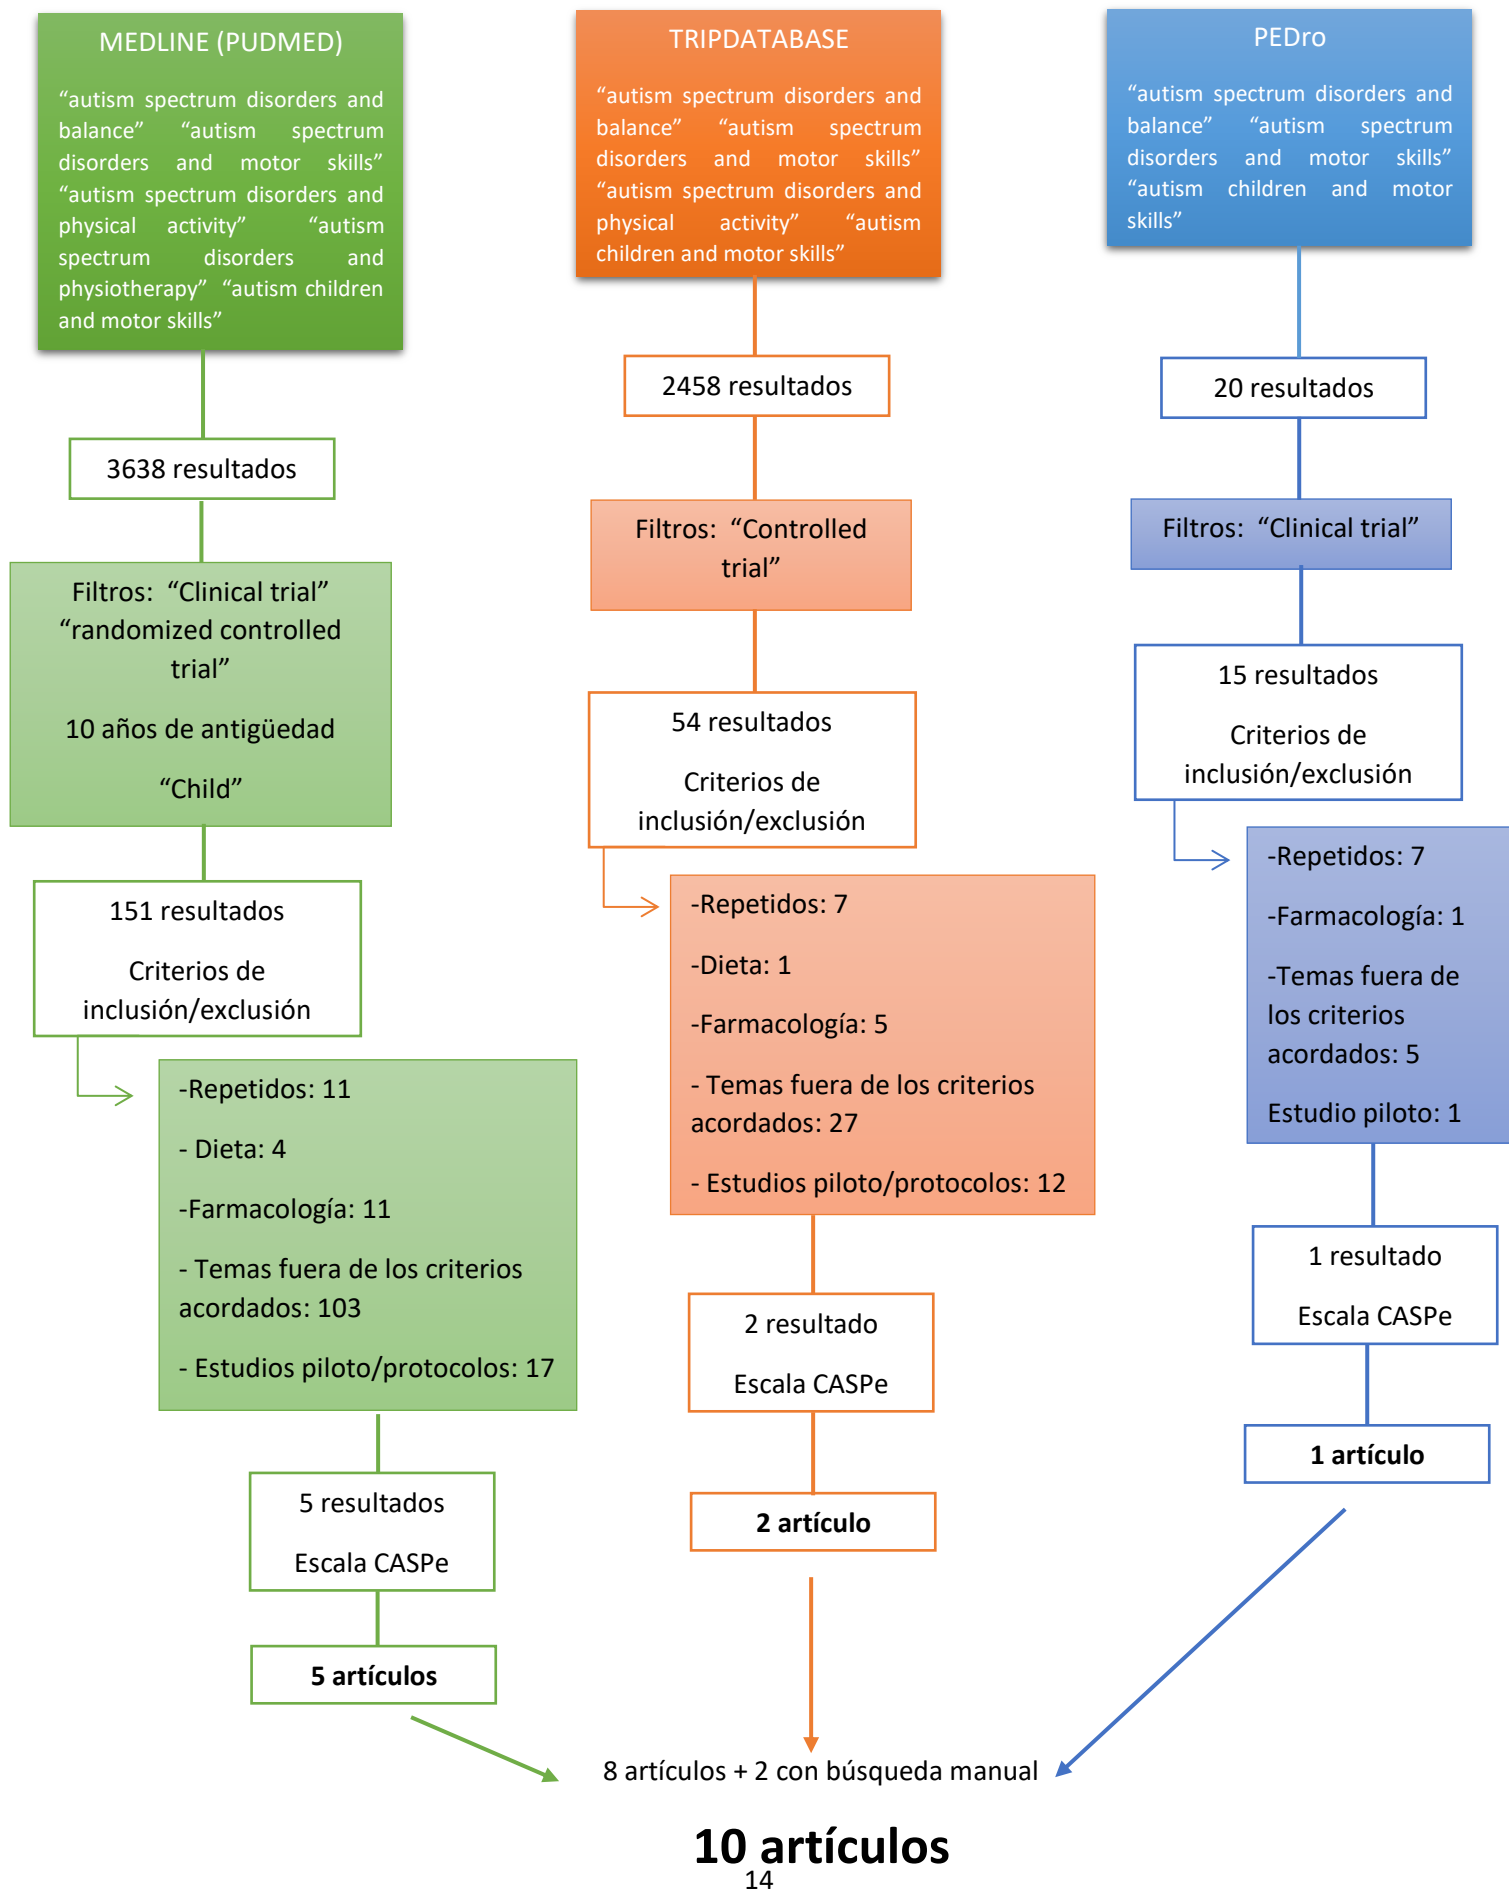 MEDLINE (PUDMED)
“autism spectrum disorders and
balance” “autism spectrum
disorders and motor skills”
“autism spectrum disorders and
physical activity” “autism
spectrum disorders and
physiotherapy” “autism children
and motor skills”
3638 resultados
Filtros: “Clinical trial”
“randomized controlled
trial”
10 años de antigüedad
“Child”
151 resultados
Criterios de
inclusión/exclusión
-Repetidos: 11
- Dieta: 4
-Farmacología: 11
- Temas fuera de los criterios
acordados: 103
- Estudios piloto/protocolos: 17
5 resultados
Escala CASPe
5 artículos
TRIPDATABASE
“autism spectrum disorders and
balance” “autism spectrum
disorders and motor skills”
“autism spectrum disorders and
physical activity” “autism
children and motor skills”
2458 resultados
Filtros: “Controlled
trial”
54 resultados
Criterios de
inclusión/exclusión
-Repetidos: 7
-Dieta: 1
-Farmacología: 5
- Temas fuera de los criterios
acordados: 27
- Estudios piloto/protocolos: 12
2 resultado
Escala CASPe
2 artículo
PEDro
“autism spectrum disorders and
balance” “autism spectrum
disorders and motor skills”
“autism children and motor
skills”
20 resultados
Filtros: “Clinical trial”
15 resultados
Criterios de
inclusión/exclusión
-Repetidos: 7
-Farmacología: 1
-Temas fuera de
los criterios
acordados: 5
Estudio piloto: 1
1 resultado
Escala CASPe
1 artículo
8 artículos + 2 con búsqueda manual
10 artículos
14